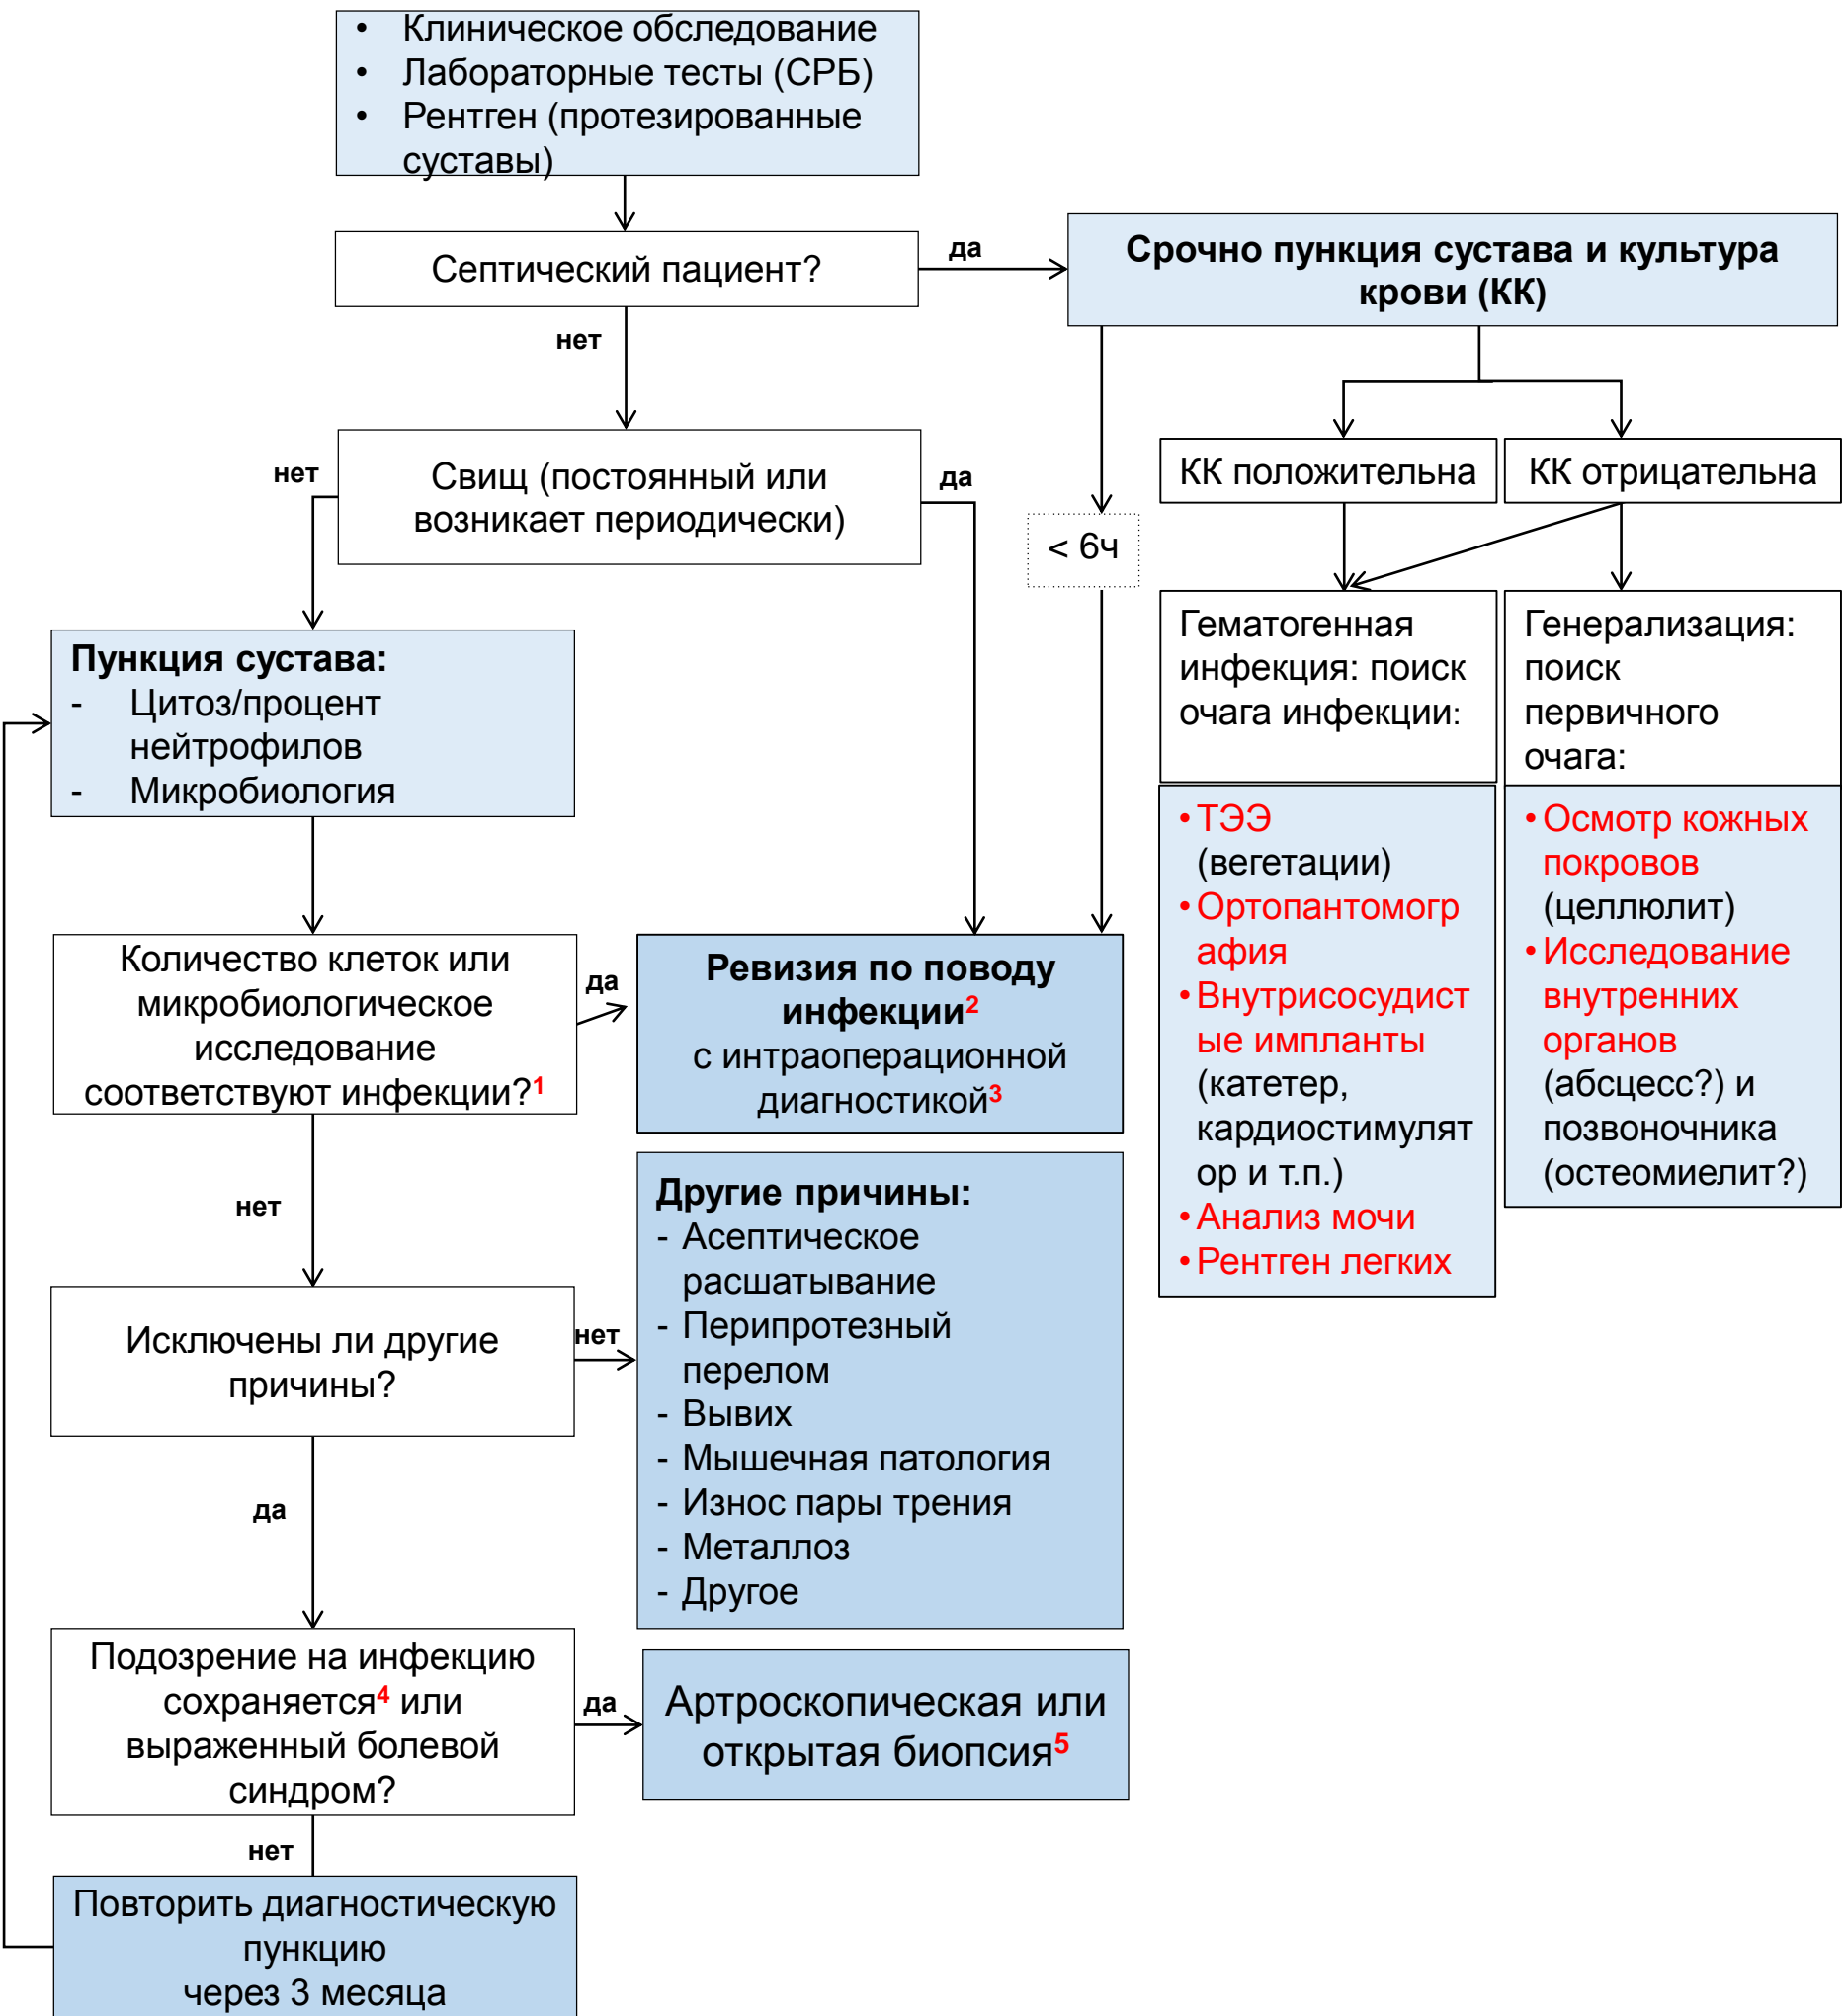 • Клиническое обследование
• Лабораторные тесты (СРБ)
• Рентген (протезированные
суставы)
Септический пациент?
да
Срочно пункция сустава и культура
крови (КК)
нет
КК положительна
КК отрицательна
нет
Свищ (постоянный или
возникает периодически)
да
< 6ч
Гематогенная
инфекция: поиск
очага инфекции:
Генерализация:
поиск
первичного
очага:
Пункция сустава:
- Цитоз/процент
нейтрофилов
- Микробиология
• ТЭЭ
(вегетации)
• Ортопантомогр
афия
• Внутрисосудист
ые импланты
(катетер,
кардиостимулят
ор и т.п.)
• Анализ мочи
• Рентген легких
• Осмотр кожных
покровов
(целлюлит)
• Исследование
внутренних
органов
(абсцесс?) и
позвоночника
(остеомиелит?)
Количество клеток или
микробиологическое
исследование
соответствуют инфекции?1
да
Ревизия по поводу
инфекции2
с интраоперационной
диагностикой3
нет
Другие причины:
- Асептическое
расшатывание
- Перипротезный
перелом
- Вывих
- Мышечная патология
- Износ пары трения
- Металлоз
- Другое
Исключены ли другие
причины?
нет
да
Подозрение на инфекцию
сохраняется4 или
выраженный болевой
синдром?
да
Артроскопическая или
открытая биопсия5
нет
Повторить диагностическую
пункцию
через 3 месяца